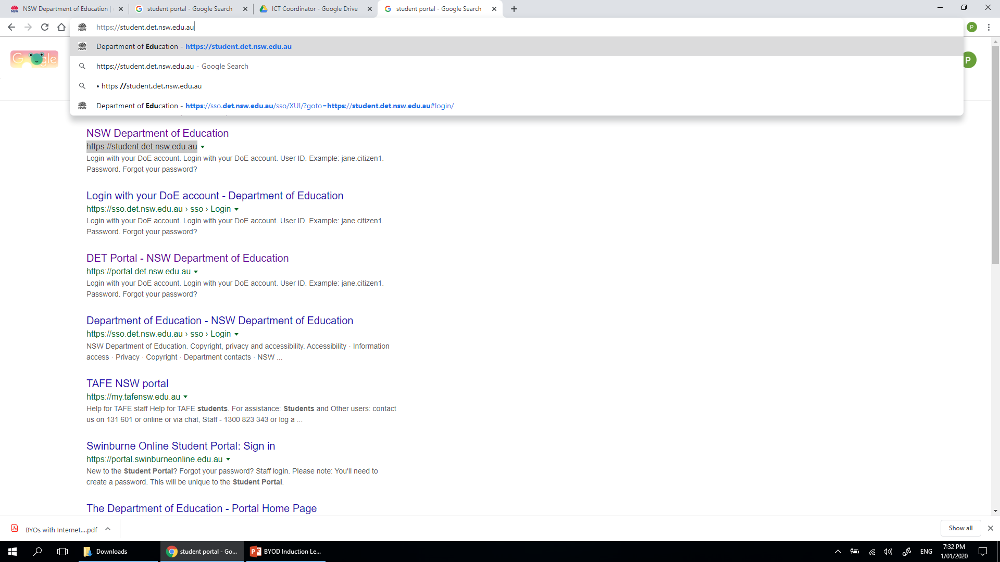 NSW Department of Education |
student portal - Google Search
ICT Coordinator - Google Drive
student portal - Google Search
https://student.det.nsw.edu.au
P
Department of Education - https://student.det.nsw.edu.au
https://student.det.nsw.edu.au - Google Search
• https //student.det.nsw.edu.au
Department of Education - https://sso.det.nsw.edu.au/sso/XUI/?goto=https://student.det.nsw.edu.au#login/
Google
P
NSW Department of Education
https://student.det.nsw.edu.au
Login with your DoE account. Login with your DoE account. User ID. Example: jane.citizen1.
Password. Forgot your password?
Login with your DoE account - Department of Education
https://sso.det.nsw.edu.au › sso › Login
Login with your DoE account. Login with your DoE account. User ID. Example: jane.citizen1.
Password. Forgot your password?
DET Portal - NSW Department of Education
https://portal.det.nsw.edu.au
Login with your DoE account. Login with your DoE account. User ID. Example: jane.citizen1.
Password. Forgot your password?
Department of Education - NSW Department of Education
https://sso.det.nsw.edu.au › sso › Login
NSW Department of Education. Copyright, privacy and accessibility. Accessibility · Information
access · Privacy · Copyright · Department contacts · NSW ...
TAFE NSW portal
https://my.tafensw.edu.au
Help for TAFE staff Help for TAFE students. For assistance: Students and Other users: contact
us on 131 601 or online or via chat, Staff - 1300 823 343 or log a ...
Swinburne Online Student Portal: Sign in
https://portal.swinburneonline.edu.au
New to the Student Portal? Forgot your password? Staff login. Please note: You'll need to
create a password. This will be unique to the Student Portal.
The Department of Education - Portal Home Page
BYOs with Internet....pdf
Show all
Downloads
student portal - Go...
BYOD Induction Le...
ENG
7:32 PM
1/01/2020